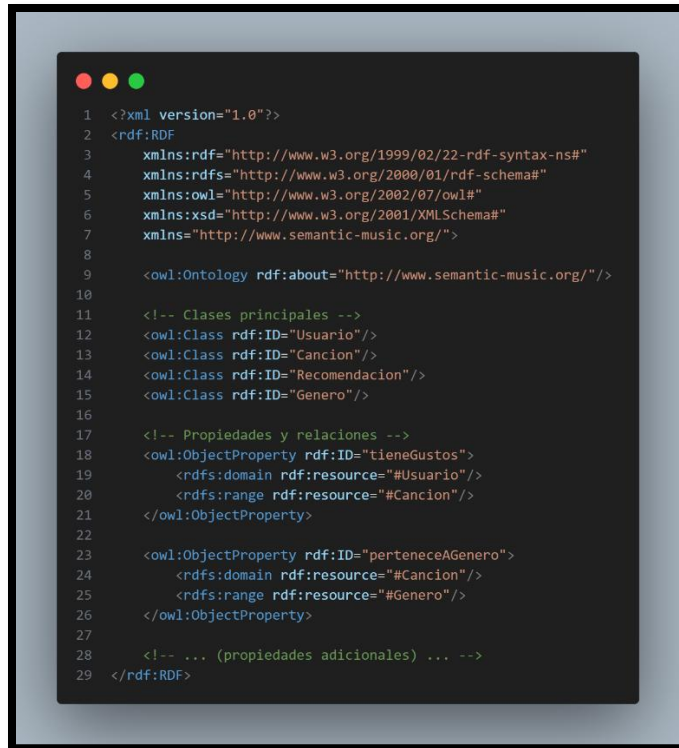 1 <?xml version="1.0"?>
2 <rdf:RDF
3 xmlns:rdf="http://www.w3.org/1999/02/22-rdf-syntax-ns#"
4 xmlns:rdfs="http://www.w3.org/2000/01/rdf-schema#"
5 xmlns:owl="http://www.w3.org/2002/07/owl#"
6 xmlns:xsd="http://www.w3.org/2001/XMLSchema#"
7 xmlns="http://www.semantic-music.org/">
8
9 <owl:Ontology rdf:about="http://www.semantic-music.org/"/>
10
11 <!-- Clases principales -->
12 <owl:Class rdf:ID="Usuario"/>
13 <owl:Class rdf:ID="Cancion"/>
14 <owl:Class rdf:ID="Recomendacion"/>
15 <owl:Class rdf:ID="Genero"/>
16
17 <!-- Propiedades y relaciones -->
18 <owl:ObjectProperty rdf:ID="tieneGustos">
19 <rdfs:domain rdf:resource="#Usuario"/>
20 <rdfs:range rdf:resource="#Cancion"/>
21 </owl:ObjectProperty>
22
23 <owl:ObjectProperty rdf:ID="perteneceAGenero">
24 <rdfs:domain rdf:resource="#Cancion"/>
25 <rdfs:range rdf:resource="#Genero"/>
26 </owl:ObjectProperty>
27
28 <!-- ... (propiedades adicionales) ... -->
29 </rdf:RDF>